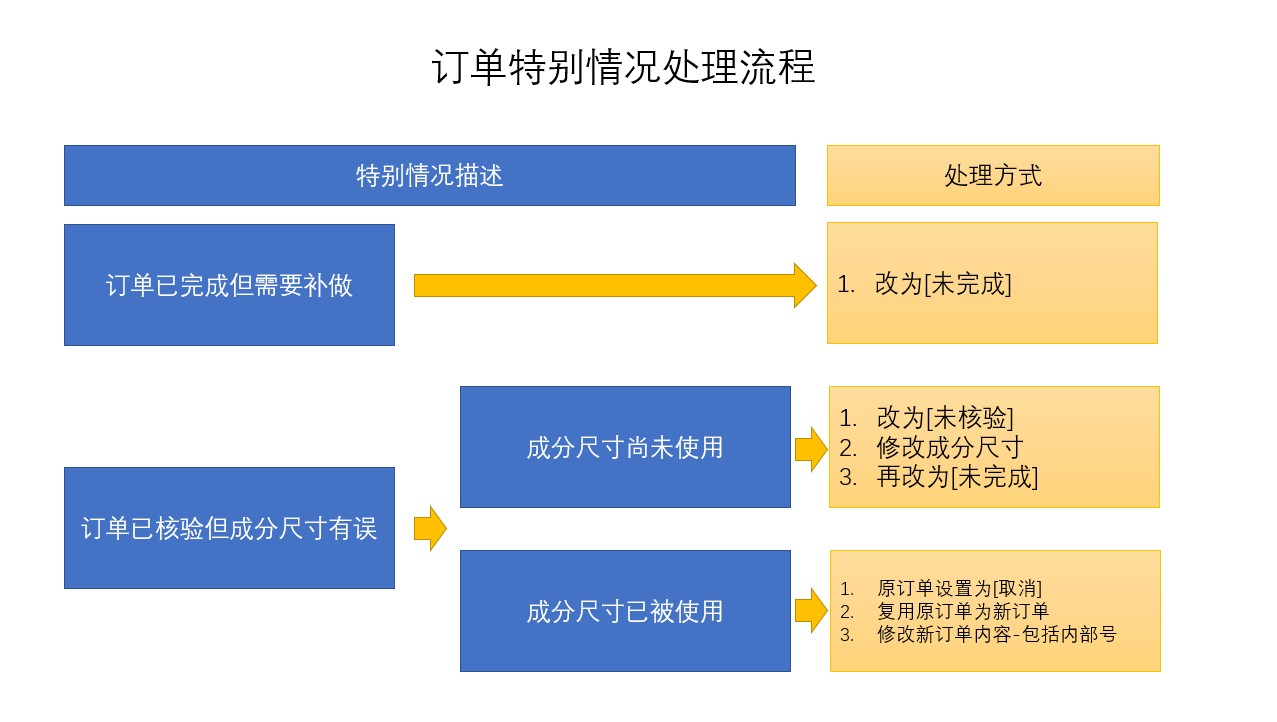 订单特别情况处理流程
特别情况描述
处理方式
订单已完成但需要补做
1. 改为[未完成]
订单已核验但成分尺寸有误
成分尺寸尚未使用
1. 改为[未核验]
2. 修改成分尺寸
3. 再改为[未完成]
成分尺寸已被使用
1. 原订单设置为[取消]
2. 复用原订单为新订单
3. 修改新订单内容-包括内部号